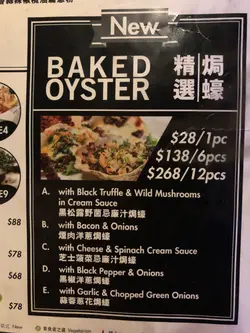 New
BAKED OYSTER
精選焗蠔
$28/1pc
$138/6pcs
$268/12pcs
A. with Black Truffle & Wild Mushrooms
in Cream Sauce
黑松露野菌忌廉汁焗蠔
B. with Bacon & Onions
煙肉洋蔥焗蠔
C. with Cheese & Spinach Cream Sauce
芝士菠菜忌廉汁焗蠔
D. with Black Pepper & Onions
黑椒洋蔥焗蠔
E. with Garlic & Chopped Green Onions
蒜蓉蔥花焗蠔
E4
E9
$88
$78
$68
$78
Vegetarian